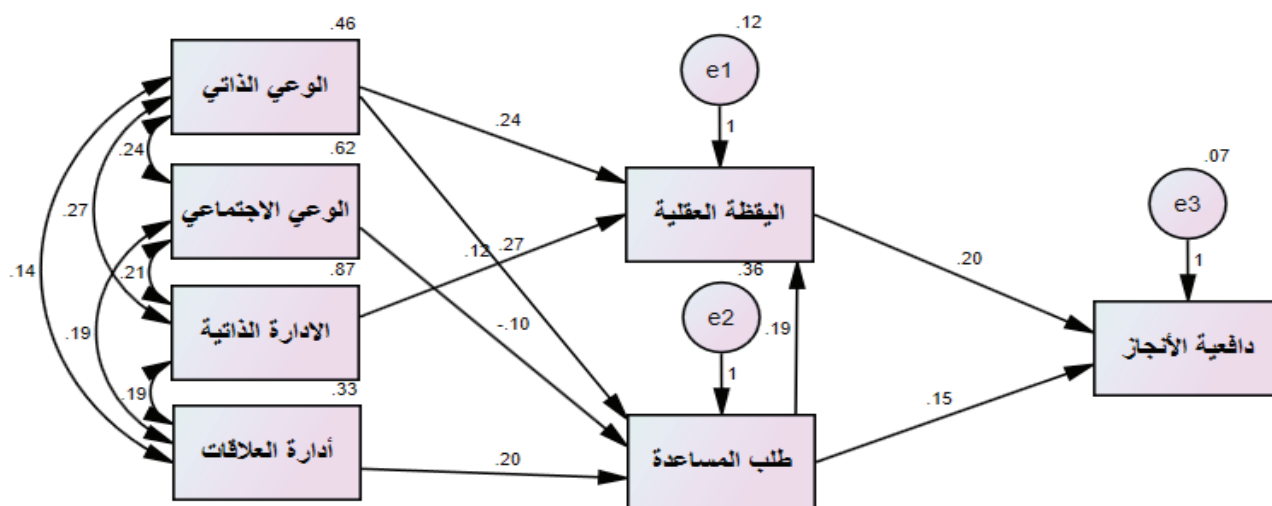 .46
الوعي الذاتي
.62
الوعي الاجتماعي
.87
الادارة الذاتية
.33
أدارة العلاقات
.24
.27
.14
.21
.19
.19
.24
.27
.12
-.10
.20
.12
e1
1
اليقظة العقلية
.36
e2
1
.19
طلب المساعدة
.20
.15
.07
e3
1
دافعية الأنجاز